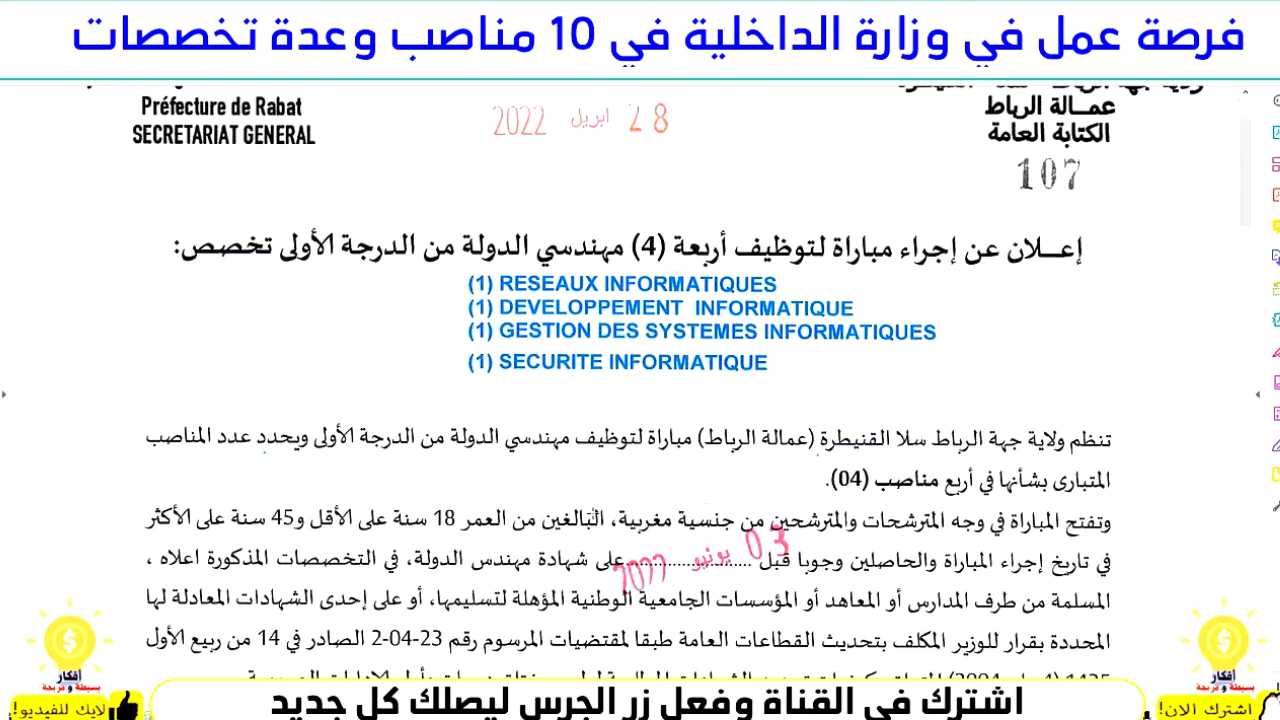 فرصة عمل في وزارة الداخلية في 10 مناصب وعدة تخصصات
Préfecture de Rabat
SECRETARIAT GENERAL
28 ابريل 2022
عمـالة الرباط
الكتابة العامة
107
إعـــلان عن إجراء مباراة لتوظيف أربعة (4) مهندسي الدولة من الدرجة الأولى تخصص:
(1) RESEAUX INFORMATIQUES
(1) DEVELOPPEMENT INFORMATIQUE
(1) GESTION DES SYSTEMES INFORMATIQUES
(1) SECURITE INFORMATIQUE
تنظم ولاية جهة الرباط سلا القنيطرة (عمالة الرباط) مباراة لتوظيف مهندسي الدولة من الدرجة الأولى ويحدد عدد المناصب
المتبارى بشأنها في أربع مناصب (04).
وتفتح المباراة في وجه المترشحات والمترشحين من جنسية مغربية، البالغين من العمر 18 سنة على الأقل و45 سنة على الأكثر
في تاريخ إجراء المباراة والحاصلين وجوبا قبل 03 يونيو 2022 على شهادة مهندس الدولة، في التخصصات المذكورة اعلاه ،
المسلمة من طرف المدارس أو المعاهد أو المؤسسات الجامعية الوطنية المؤهلة لتسليمها، أو على إحدى الشهادات المعادلة لها
المحددة بقرار للوزير المكلف بتحديث القطاعات العامة طبقا لمقتضيات المرسوم رقم 23-04-2 الصادر في 14 من ربيع الأول
أفكار
بسيطة و مربحة
لايك للفيديو!
اشترك في القناة وفعل زر الجرس ليصلك كل جديد
أفكار
بسيطة و مربحة
اشترك الان!